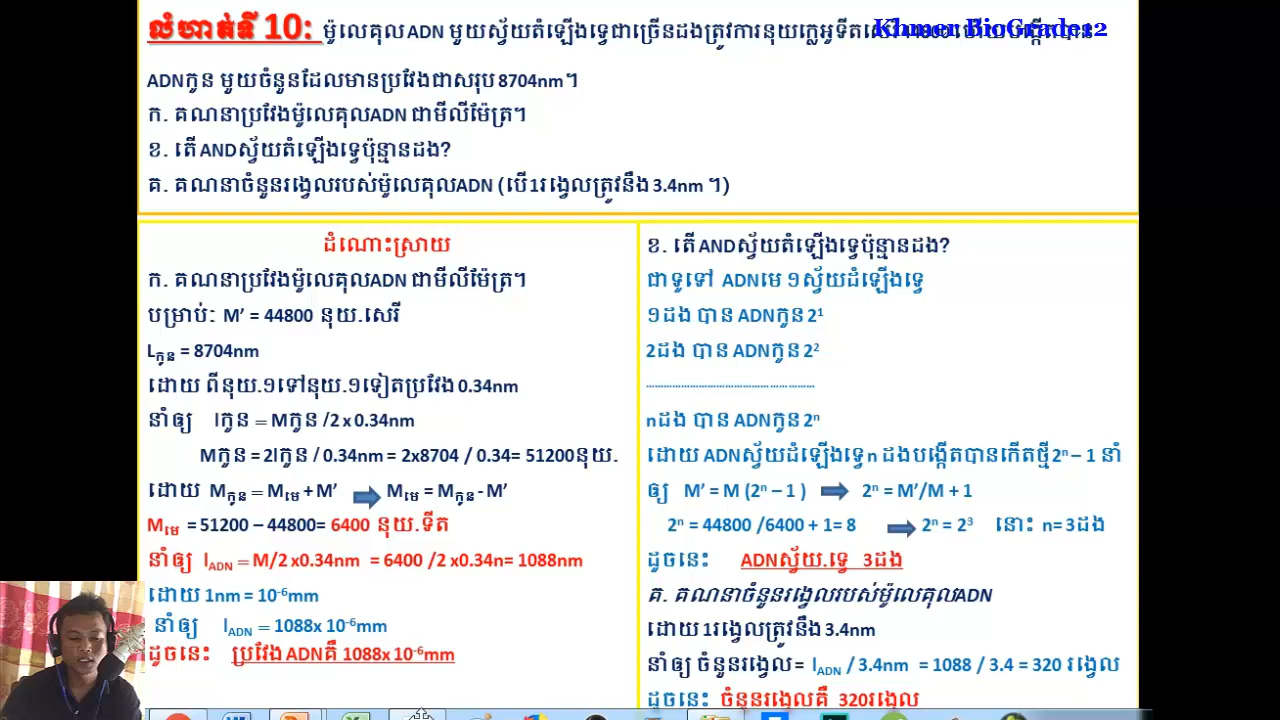 លំហាត់ទី 10: ម៉ូលេគុលADN មួយស្វ័យតំឡើងទ្វេជាច្រើនដងត្រូវការនុយក្លេអូទីតសេរី
Khmer BioGrade12
ADNកូន មួយចំនួនដែលមានប្រវែងជាសរុប8704nm។
ក. គណនាប្រវែងម៉ូលេគុលADN ជាមីលីម៉ែត្រ។
ខ. តើANDស្វ័យតំឡើងទ្វេប៉ុន្មានដង?
គ. គណនាចំនួនរង្វេលរបស់ម៉ូលេគុលADN (បើ1រង្វេលត្រូវនឹង3.4nm ។)
ដំណោះស្រាយ
ក. គណនាប្រវែងម៉ូលេគុលADN ជាមីលីម៉ែត្រ។
បម្រាប់: M’ = 44800 នុយ.សេរី
Lកូន = 8704nm
ដោយ ពីនុយ.១ទៅនុយ.១ទៀតប្រវែង0.34nm
នាំឲ្យ lកូន = Mកូន /2 x 0.34nm
Mកូន = 2lកូន / 0.34nm = 2x8704 / 0.34= 51200នុយ.
ដោយ Mកូន = Mមេ + M’ ➡ Mមេ = Mកូន - M’
Mមេ = 51200 – 44800= 6400 នុយ.ទីត
នាំឲ្យ lADN = M/2 x0.34nm = 6400 /2 x0.34n= 1088nm
ដោយ 1nm = 10⁻⁶mm
នាំឲ្យ lADN = 1088x 10⁻⁶mm
ដូចនេះ ប្រវែងADNគឺ 1088x 10⁻⁶mm
ខ. តើANDស្វ័យតំឡើងទ្វេប៉ុន្មានដង?
ជាទូទៅ ADNមេ ១ស្វ័យដំឡើងទ្វេ
១ដង បានADNកូន2¹
2ដង បានADNកូន2²
......................................................
nដង បានADNកូន2ⁿ
ដោយ ADNស្វ័យដំឡើងទ្វេn ដងបង្កើតបានកើតថ្មី2ⁿ – 1 នាំ
ឲ្យ M’ = M (2ⁿ – 1 ) ➡ 2ⁿ = M’/M + 1
2ⁿ = 44800 /6400 + 1= 8 ➡ 2ⁿ = 2³ នោះ n= 3ដង
ដូចនេះ ADNស្វ័យ.ទ្វេ 3ដង
គ. គណនាចំនួនរង្វេលរបស់ម៉ូលេគុលADN
ដោយ1រង្វេលត្រូវនឹង3.4nm
នាំឲ្យ ចំនួនរង្វេល= lADN / 3.4nm = 1088 / 3.4 = 320 រង្វេល
ដូចនេះ ចំនួនរង្វេលគឺ 320រង្វេល